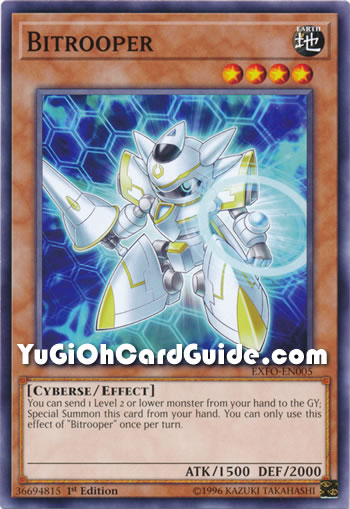 BITROOPER
EARTH
地
YuGiOhCardGuide.com
EXFO-EN005
[CYBERSE/EFFECT]
You can send 1 Level 2 or lower monster from your hand to the GY;
Special Summon this card from your hand. You can only use this
effect of "Bitrooper" once per turn.
ATK/1500 DEF/2000
36694815 1st Edition ©1996 KAZUKI TAKAHASHI